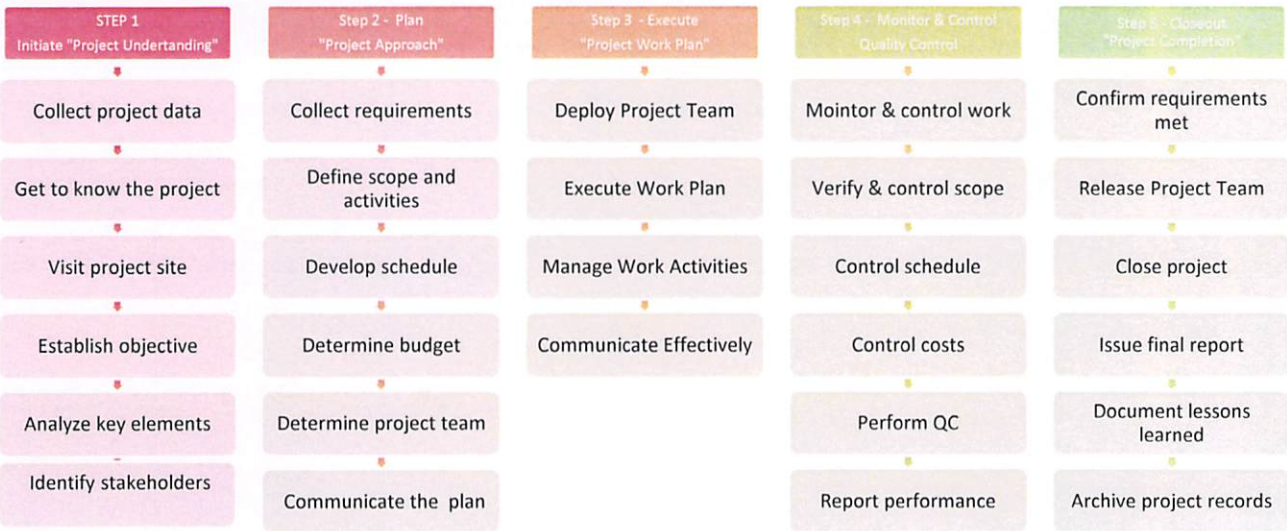 STEP 1
Initiate "Project Undertanding"
Collect project data
Get to know the project
Visit project site
Establish objective
Analyze key elements
Identify stakeholders
Step 2 - Plan
"Project Approach"
Collect requirements
Define scope and
activities
Develop schedule
Determine budget
Determine project team
Communicate the plan
Step 3 - Execute
"Project Work Plan"
Deploy Project Team
Execute Work Plan
Manage Work Activities
Communicate Effectively
Step 4 - Monitor & Control
Quality Control
Mointor & control work
Verify & control scope
Control schedule
Control costs
Perform QC
Report performance
Step 5 - Closeout
"Project Completion"
Confirm requirements
met
Release Project Team
Close project
Issue final report
Document lessons
learned
Archive project records